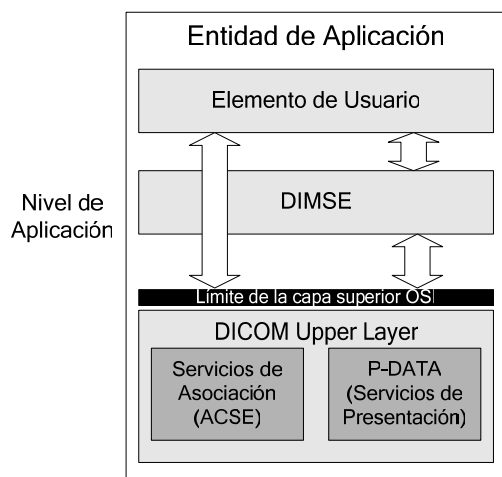 Entidad de Aplicación
Elemento de Usuario
Nivel de
Aplicación
DIMSE
Límite de la capa superior OSI
DICOM Upper Layer
Servicios de
Asociación
(ACSE)
P-DATA
(Servicios de
Presentación)